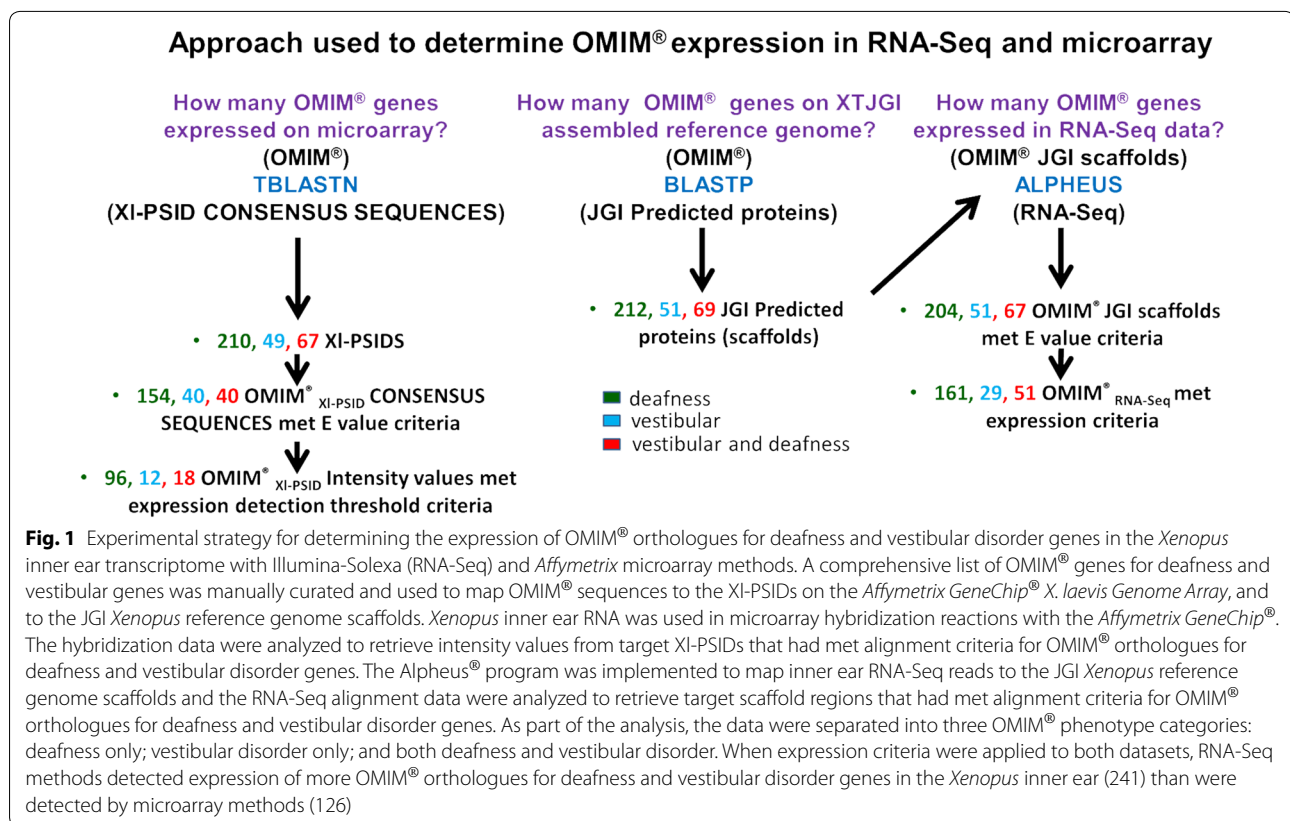 Approach used to determine OMIM® expression in RNA-Seq and microarray
How many OMIM® genes
expressed on microarray?
(OMIM®)
TBLASTN
(Xl-PSID CONSENSUS SEQUENCES)
• 210, 49, 67 Xl-PSIDS
• 154, 40, 40 OMIM® Xl-PSID CONSENSUS
SEQUENCES met E value criteria
• 96, 12, 18 OMIM® Xl-PSID Intensity values met
expression detection threshold criteria
How many OMIM® genes on XTJGI
assembled reference genome?
(OMIM®)
BLASTP
(JGI Predicted proteins)
• 212, 51, 69 JGI Predicted
proteins (scaffolds)
deafness
vestibular
vestibular and deafness
How many OMIM® genes
expressed in RNA-Seq data?
(OMIM® JGI scaffolds)
ALPHEUS
(RNA-Seq)
• 204, 51, 67 OMIM® JGI scaffolds
met E value criteria
• 161, 29, 51 OMIM® RNA-Seq met
expression criteria
Fig. 1 Experimental strategy for determining the expression of OMIM® orthologues for deafness and vestibular disorder genes in the Xenopus
inner ear transcriptome with Illumina-Solexa (RNA-Seq) and Affymetrix microarray methods. A comprehensive list of OMIM® genes for deafness and
vestibular genes was manually curated and used to map OMIM® sequences to the Xl-PSIDs on the Affymetrix GeneChip® X. laevis Genome Array, and
to the JGI Xenopus reference genome scaffolds. Xenopus inner ear RNA was used in microarray hybridization reactions with the Affymetrix GeneChip®.
The hybridization data were analyzed to retrieve intensity values from target Xl-PSIDs that had met alignment criteria for OMIM® orthologues for
deafness and vestibular disorder genes. The Alpheus® program was implemented to map inner ear RNA-Seq reads to the JGI Xenopus reference
genome scaffolds and the RNA-Seq alignment data were analyzed to retrieve target scaffold regions that had met alignment criteria for OMIM®
orthologues for deafness and vestibular disorder genes. As part of the analysis, the data were separated into three OMIM® phenotype categories:
deafness only; vestibular disorder only; and both deafness and vestibular disorder. When expression criteria were applied to both datasets, RNA-Seq
methods detected expression of more OMIM® orthologues for deafness and vestibular disorder genes in the Xenopus inner ear (241) than were
detected by microarray methods (126)